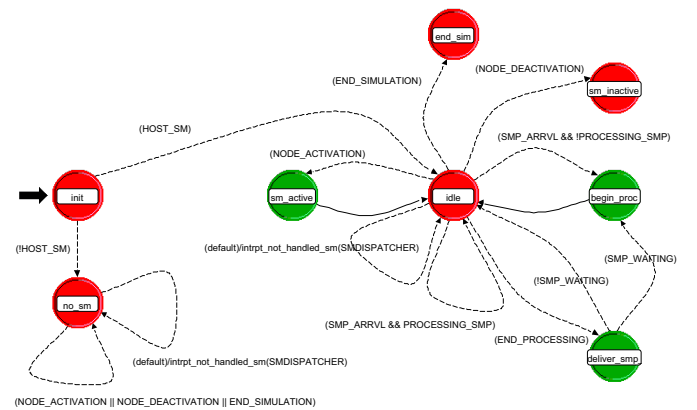 end_sim
(NODE_DEACTIVATION)
(END_SIMULATION)
sm_inactive
(HOST_SM)
(SMP_ARRVL && !PROCESSING_SMP)
(NODE_ACTIVATION)
init
sm_active
idle
begin_proc
(!HOST_SM)
(default)/intrpt_not_handled_sm(SMDISPATCHER)
(SMP_WAITING)
(!SMP_WAITING)
no_sm
(SMP_ARRVL && PROCESSING_SMP)
(END_PROCESSING)
(default)/intrpt_not_handled_sm(SMDISPATCHER)
deliver_smp
(NODE_ACTIVATION || NODE_DEACTIVATION || END_SIMULATION)